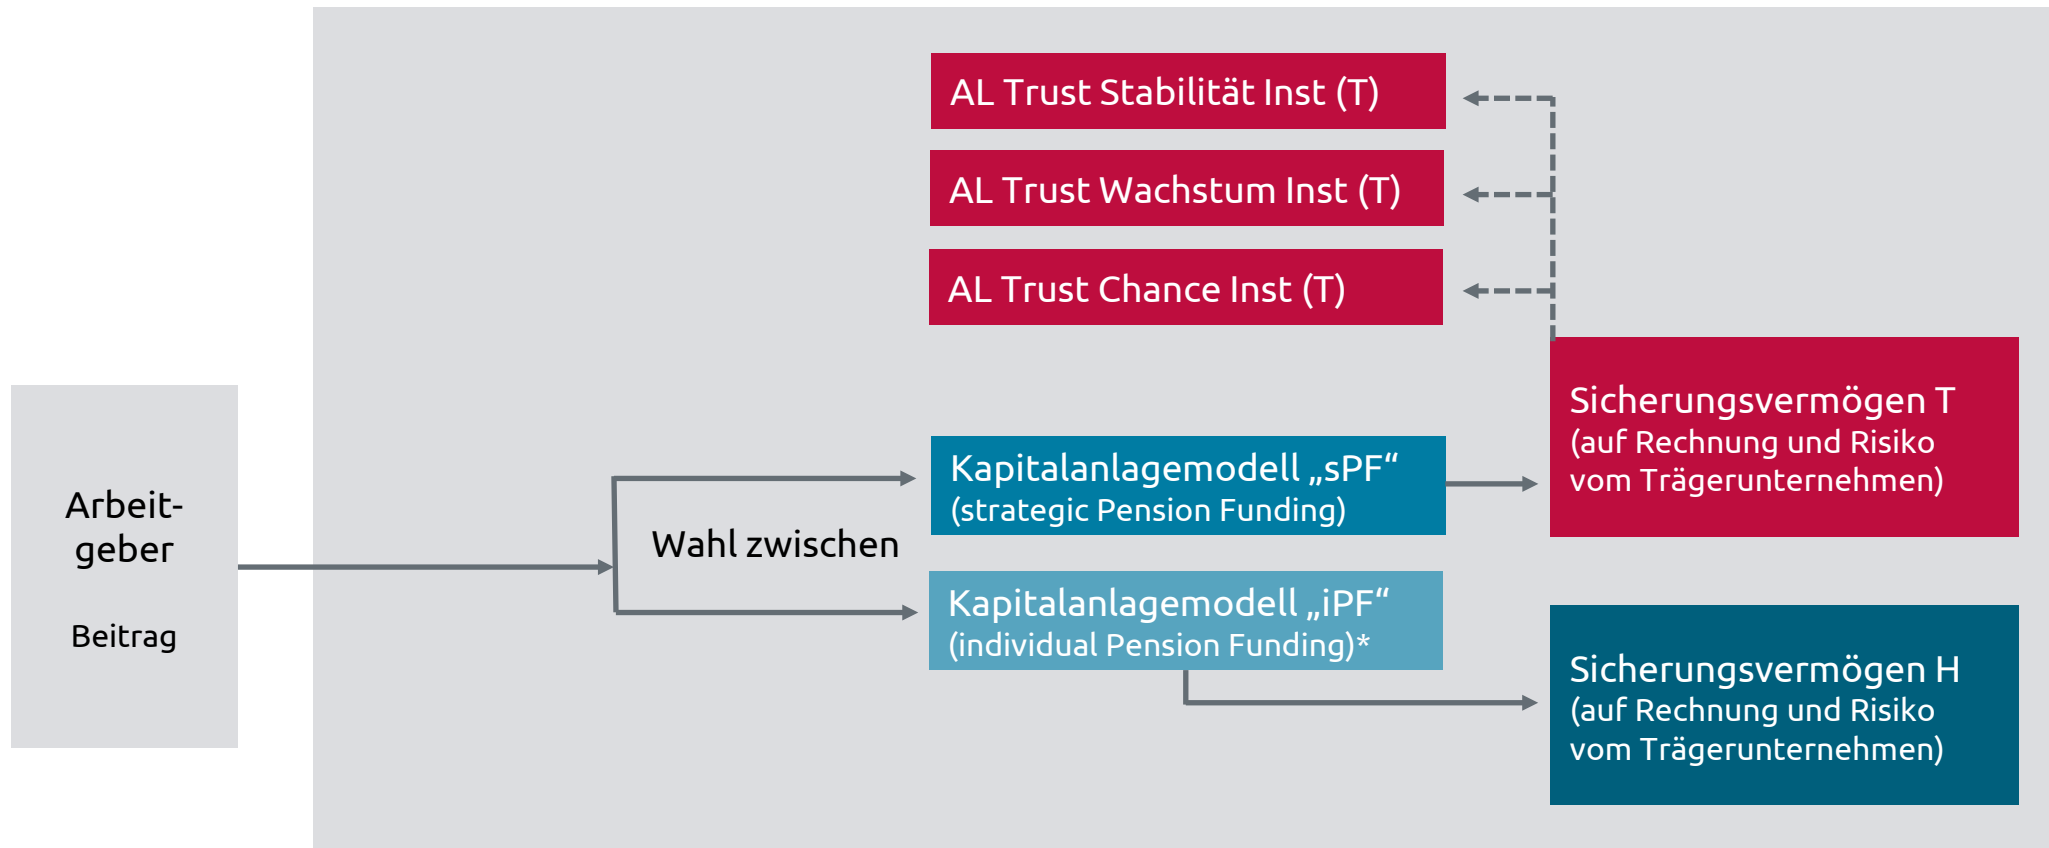 AL Trust Stabilität Inst (T)
AL Trust Wachstum Inst (T)
AL Trust Chance Inst (T)
Arbeit-
geber
Beitrag
Wahl zwischen
Kapitalanlagemodell „sPF“
(strategic Pension Funding)
Kapitalanlagemodell „iPF“
(individual Pension Funding)*
Sicherungsvermögen T
(auf Rechnung und Risiko
vom Trägerunternehmen)
Sicherungsvermögen H
(auf Rechnung und Risiko
vom Trägerunternehmen)